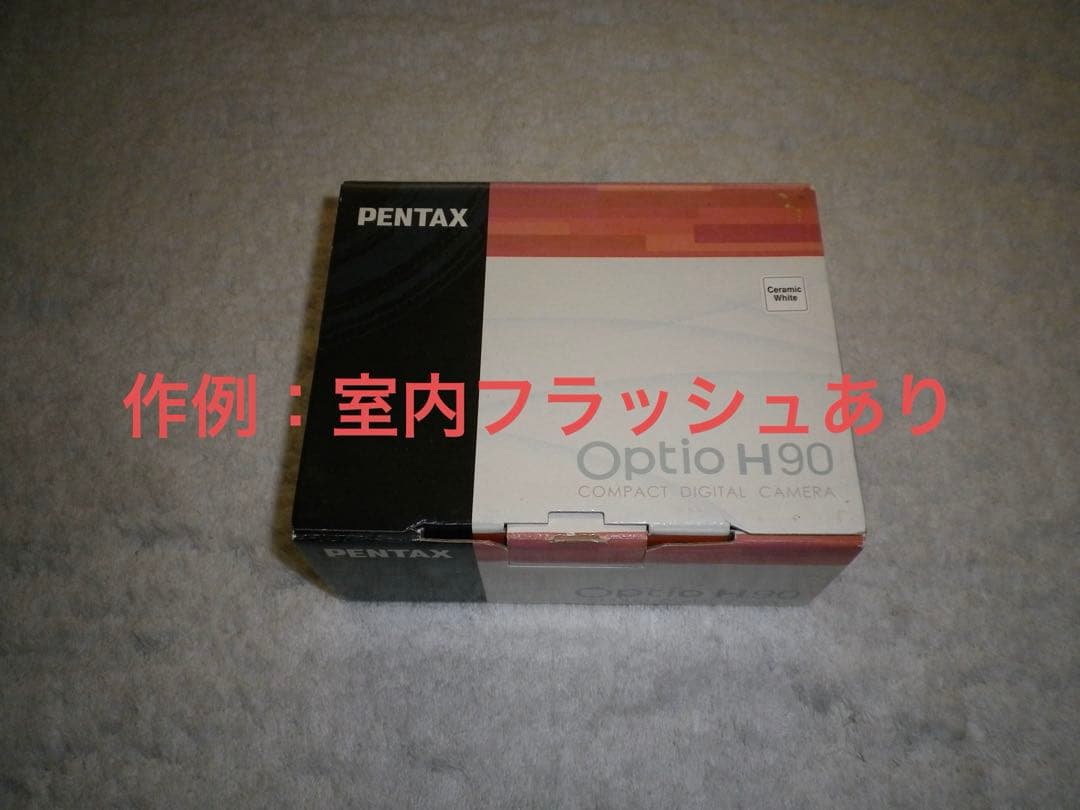 PENTAX
Ceramic
White
作例：室内フラッシュあり
Optio H90
COMPACT DIGITAL CAMERA
PENTAX
Optio H90